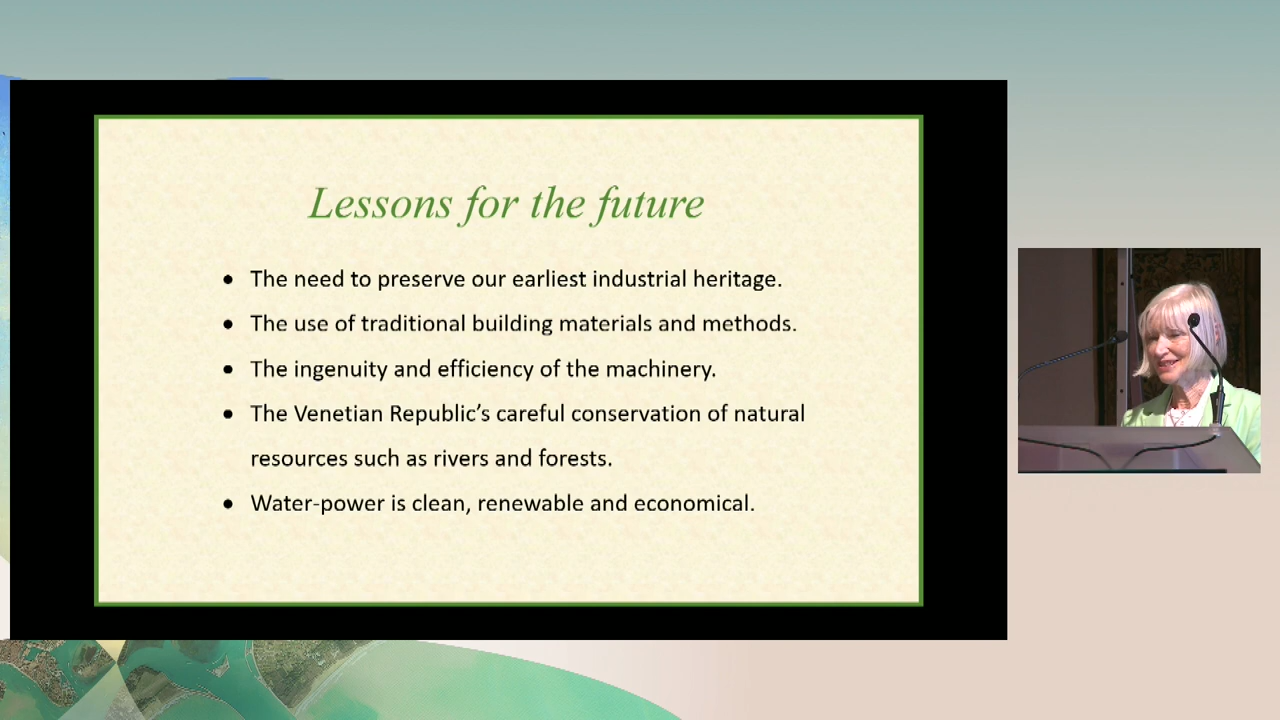 Lessons for the future
• The need to preserve our earliest industrial heritage.
• The use of traditional building materials and methods.
• The ingenuity and efficiency of the machinery.
• The Venetian Republic’s careful conservation of natural
resources such as rivers and forests.
• Water-power is clean, renewable and economical.